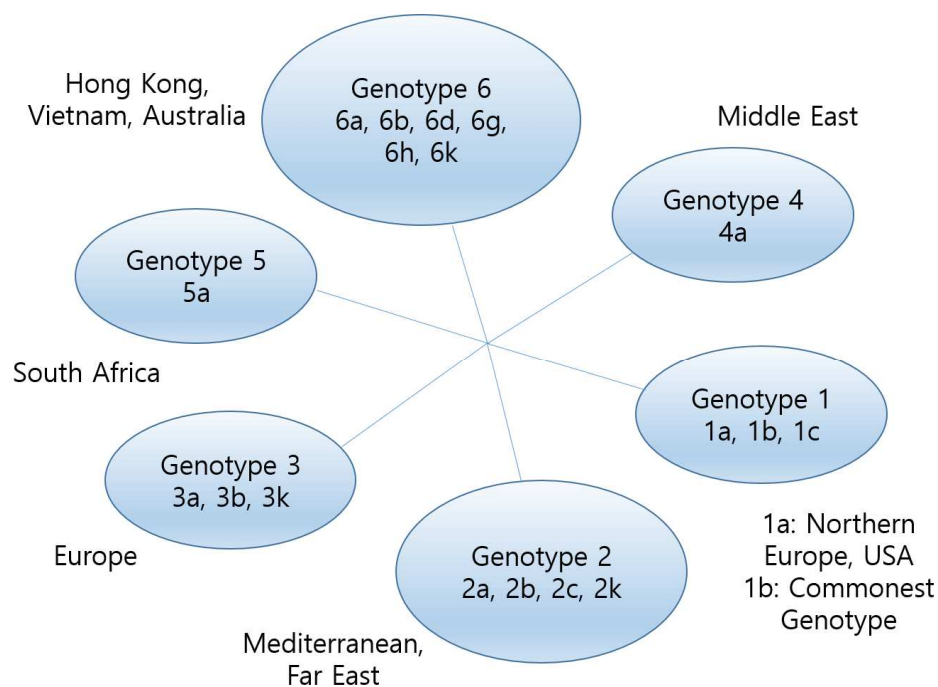 Hong Kong,
Vietnam, Australia
Genotype 6
6a, 6b, 6d, 6g,
6h, 6k
Middle East
Genotype 4
4a
Genotype 5
5a
South Africa
Genotype 1
1a, 1b, 1c
1a: Northern
Europe, USA
1b: Commonest
Genotype
Genotype 3
3a, 3b, 3k
Europe
Genotype 2
2a, 2b, 2c, 2k
Mediterranean,
Far East